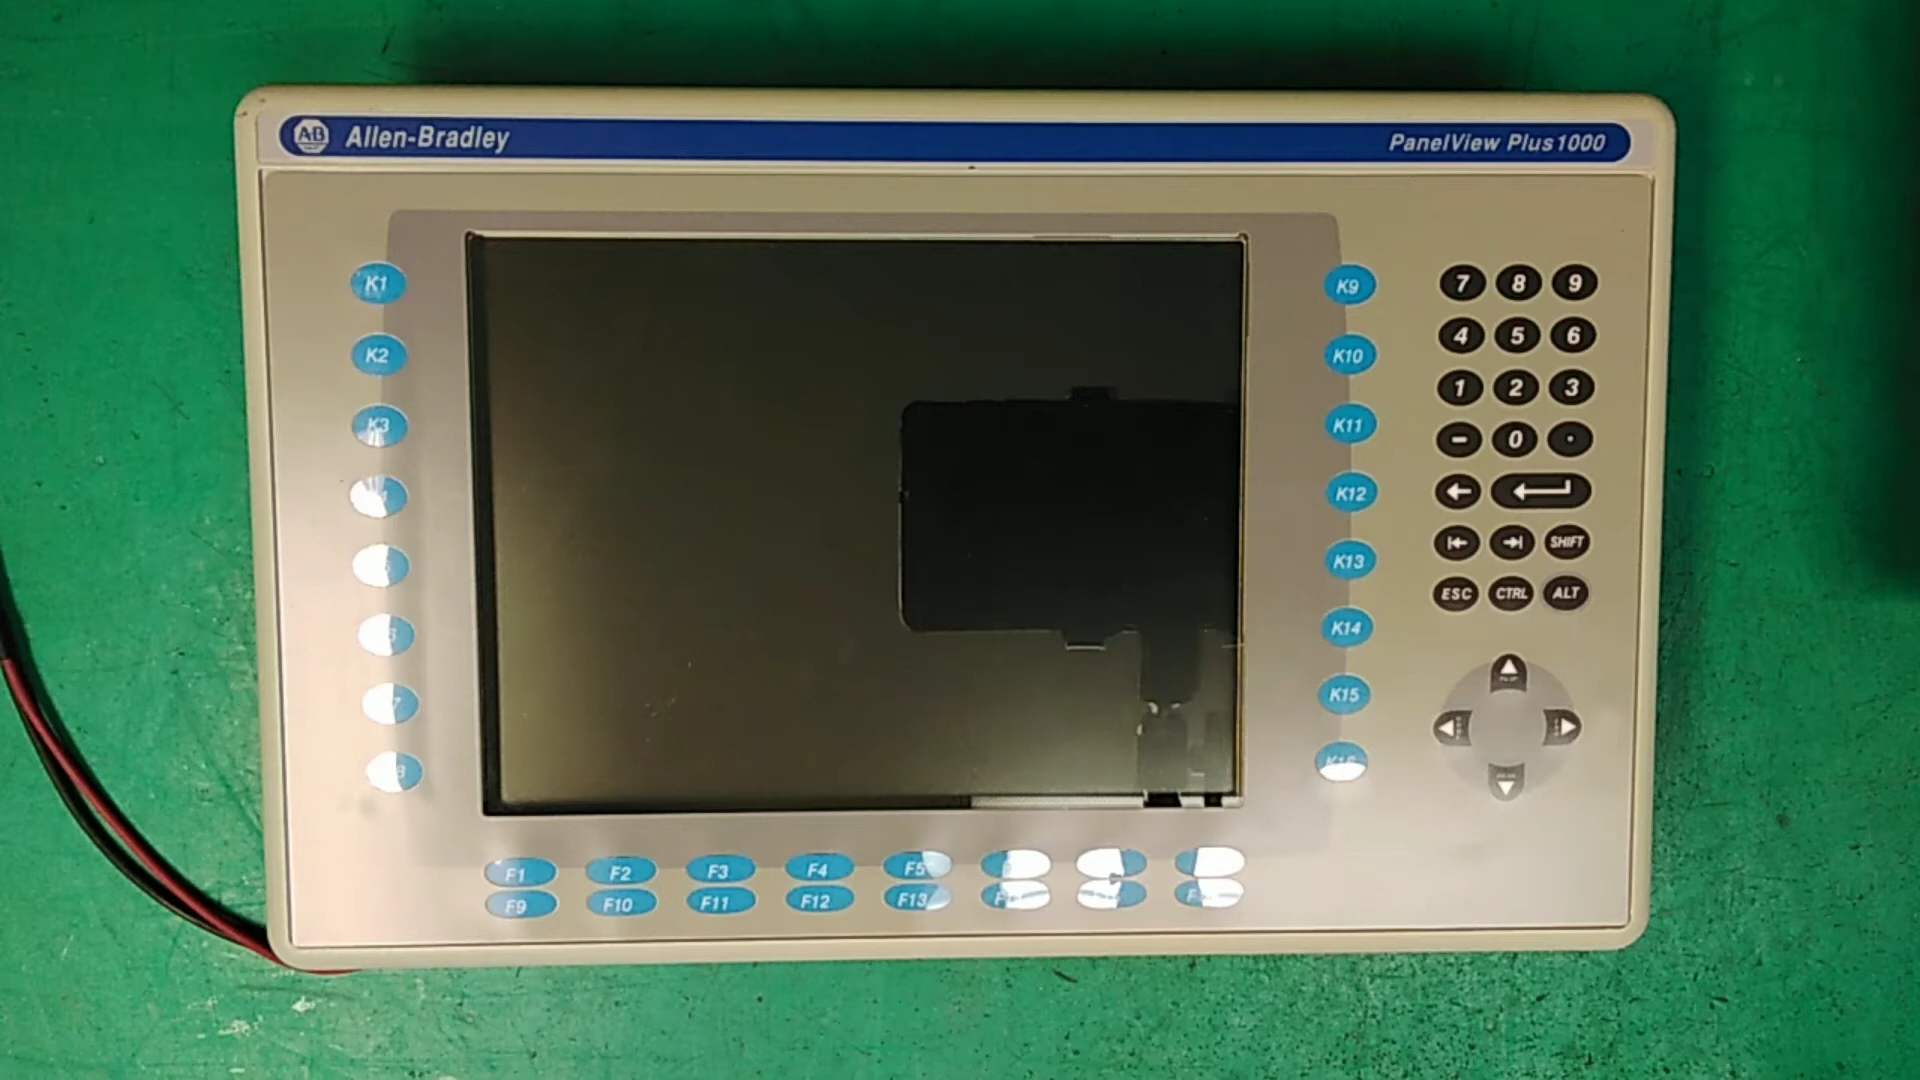 AB Allen-Bradley
PanelView Plus 1000
K1
K2
K3
K9
K10
K11
K12
K13
K14
K15
7 8 9
4 5 6
1 2 3
- 0 .
SHIFT
ESC CTRL ALT
F1 F2 F3 F4 F5
F9 F10 F11 F12 F13